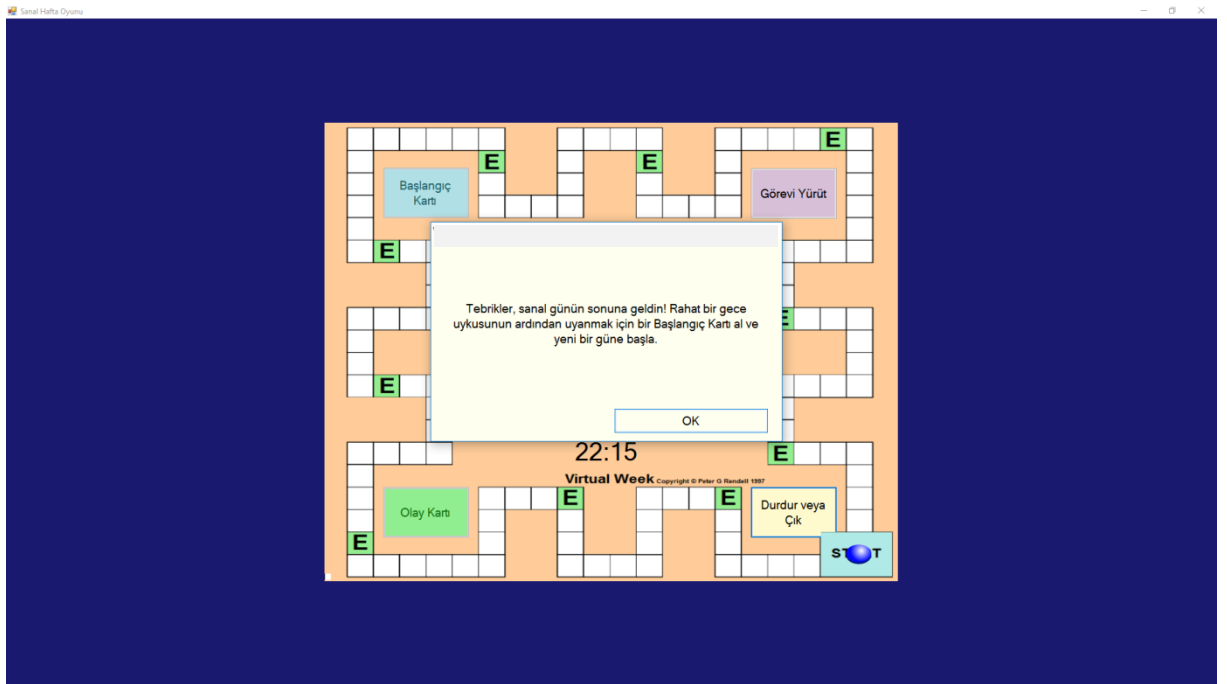 Sanal Hafta Oyunu
E
E
E
Başlangıç
Kartı
Görevi Yürüt
E
Tebrikler, sanal günün sonuna geldin! Rahat bir gece
uykusunun ardından uyanmak için bir Başlangıç Kartı al ve
yeni bir güne başla.
E
E
OK
22:15
E
Virtual Week Copyright © Peter G Rendell 1997
E
E
Olay Kartı
Durdur veya
Çık
E